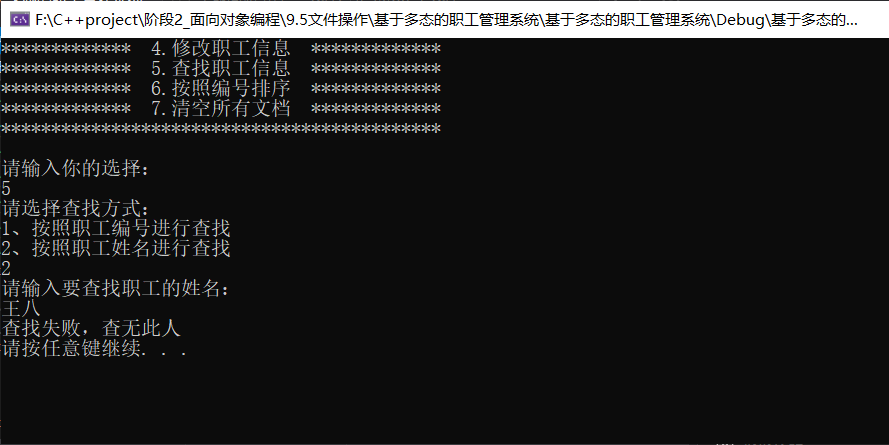 F:\C++project\阶段2_面向对象编程\9.5文件操作\基于多态的职工管理系统\基于多态的职工管理系统\Debug\基于多态的...
*************  4.修改职工信息  *************
*************  5.查找职工信息  *************
*************  6.按照编号排序  *************
*************  7.清空所有文档  *************
********************************************
请输入你的选择:
5
请选择查找方式:
1、按照职工编号进行查找
2、按照职工姓名进行查找
2
请输入要查找职工的姓名:
王八
查找失败，查无此人
请按任意键继续. . .